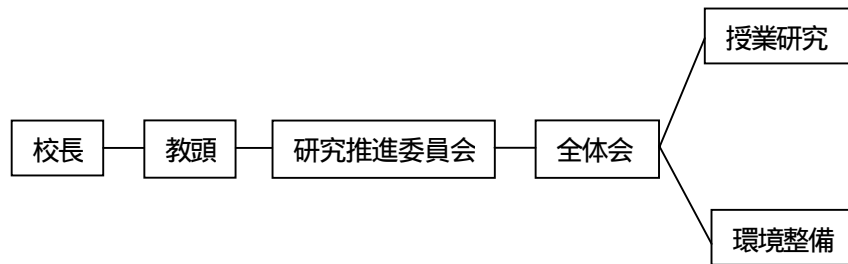 授業研究
校長
教頭
研究推進委員会
全体会
環境整備